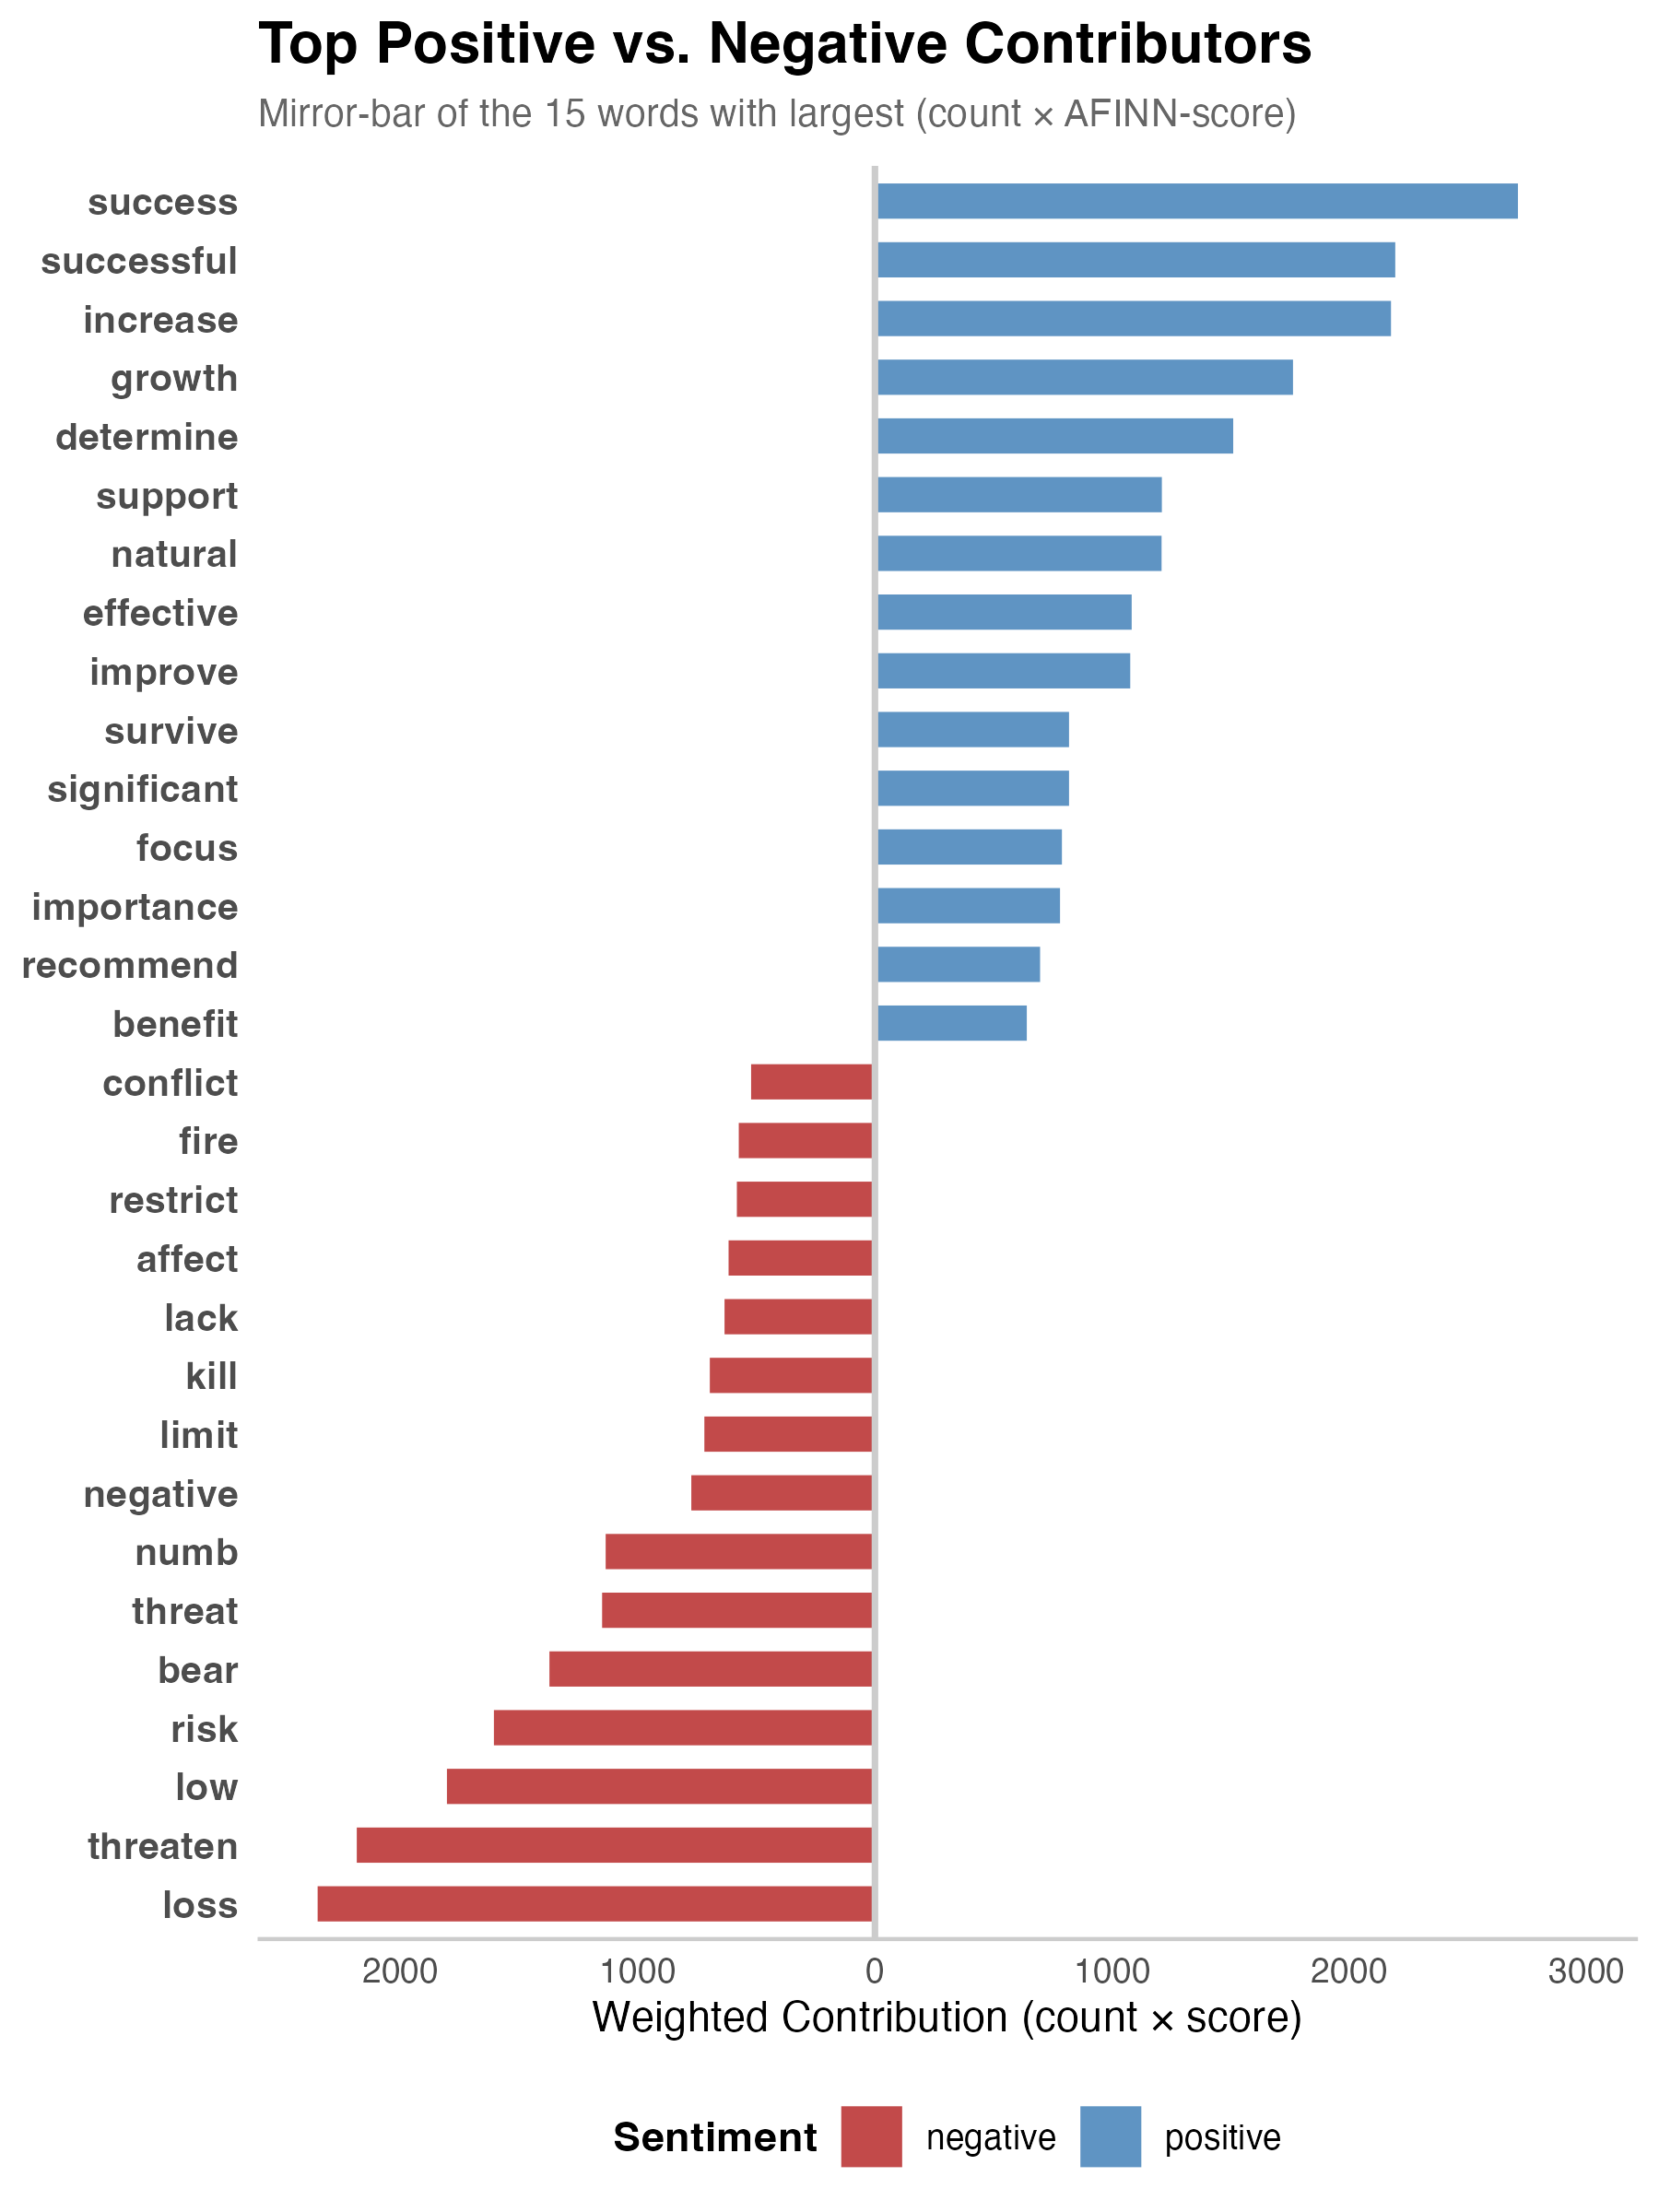 Top Positive vs. Negative Contributors
Mirror-bar of the 15 words with largest (count × AFINN-score)
success
successful
increase
growth
determine
support
natural
effective
improve
survive
significant
focus
importance
recommend
benefit
conflict
fire
restrict
affect
lack
kill
limit
negative
numb
threat
bear
risk
low
threaten
loss
2000 1000 0 1000 2000 3000
Weighted Contribution (count × score)
Sentiment negative positive